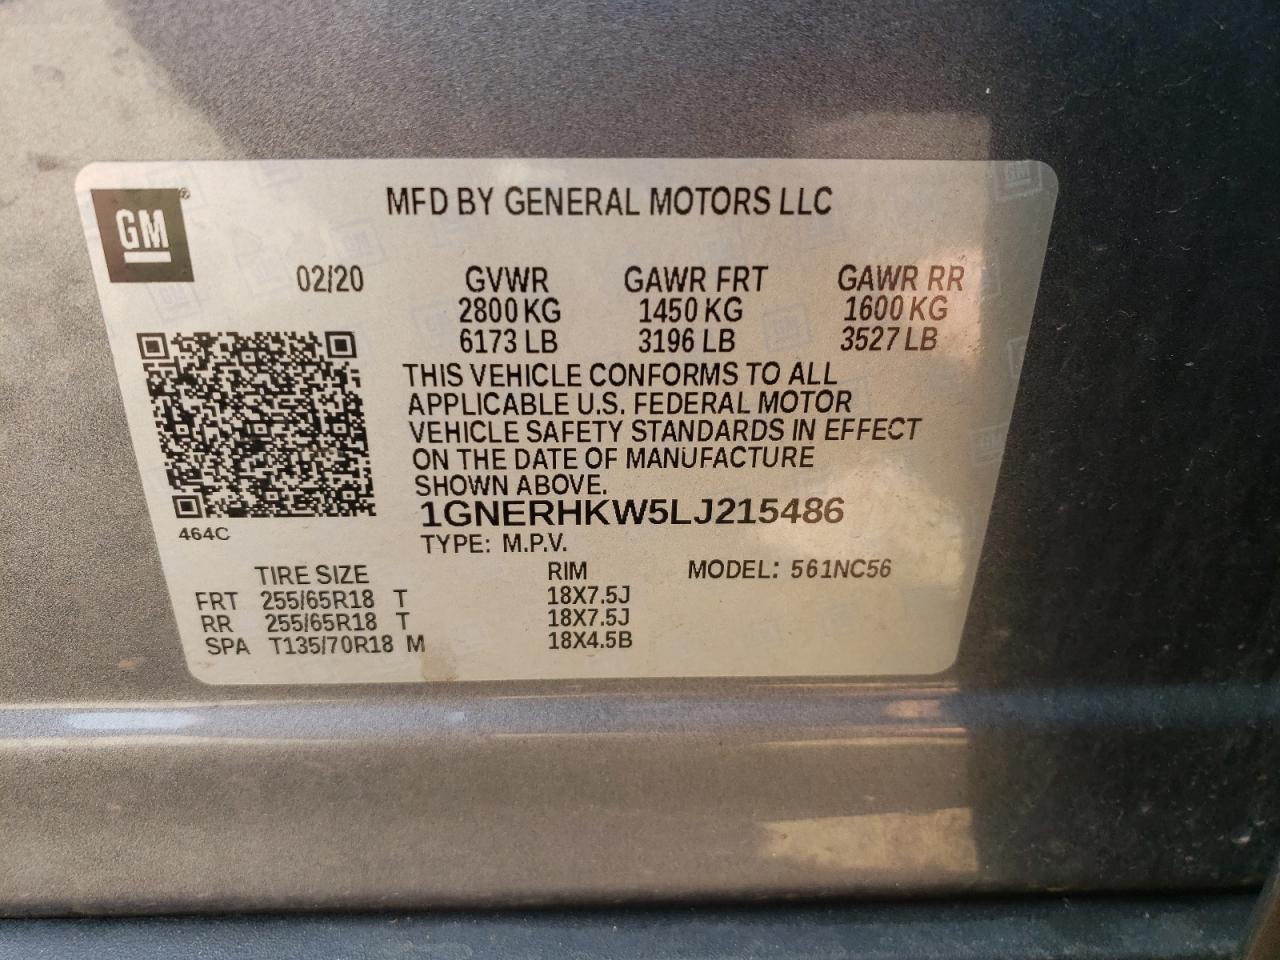 GM®
MFD BY GENERAL MOTORS LLC
02/20 GVWR GAWR FRT GAWR RR
2800 KG 1450 KG 1600 KG
6173 LB 3196 LB 3527 LB
THIS VEHICLE CONFORMS TO ALL
APPLICABLE U.S. FEDERAL MOTOR
VEHICLE SAFETY STANDARDS IN EFFECT
ON THE DATE OF MANUFACTURE
SHOWN ABOVE.
1GNERHKW5LJ215486
464C
TYPE: M.P.V.
TIRE SIZE RIM MODEL: 561NC56
FRT 255/65R18 T 18X7.5J
RR 255/65R18 T 18X7.5J
SPA T135/70R18 M 18X4.5B